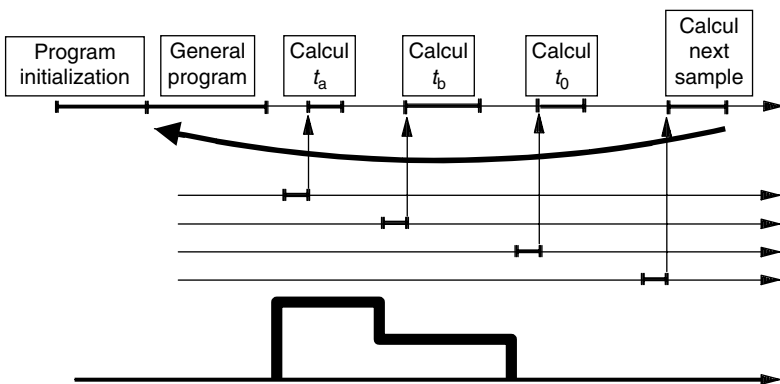 Program
initialization
General
program
Calcul
ta
Calcul
tb
Calcul
t0
Calcul
next
sample